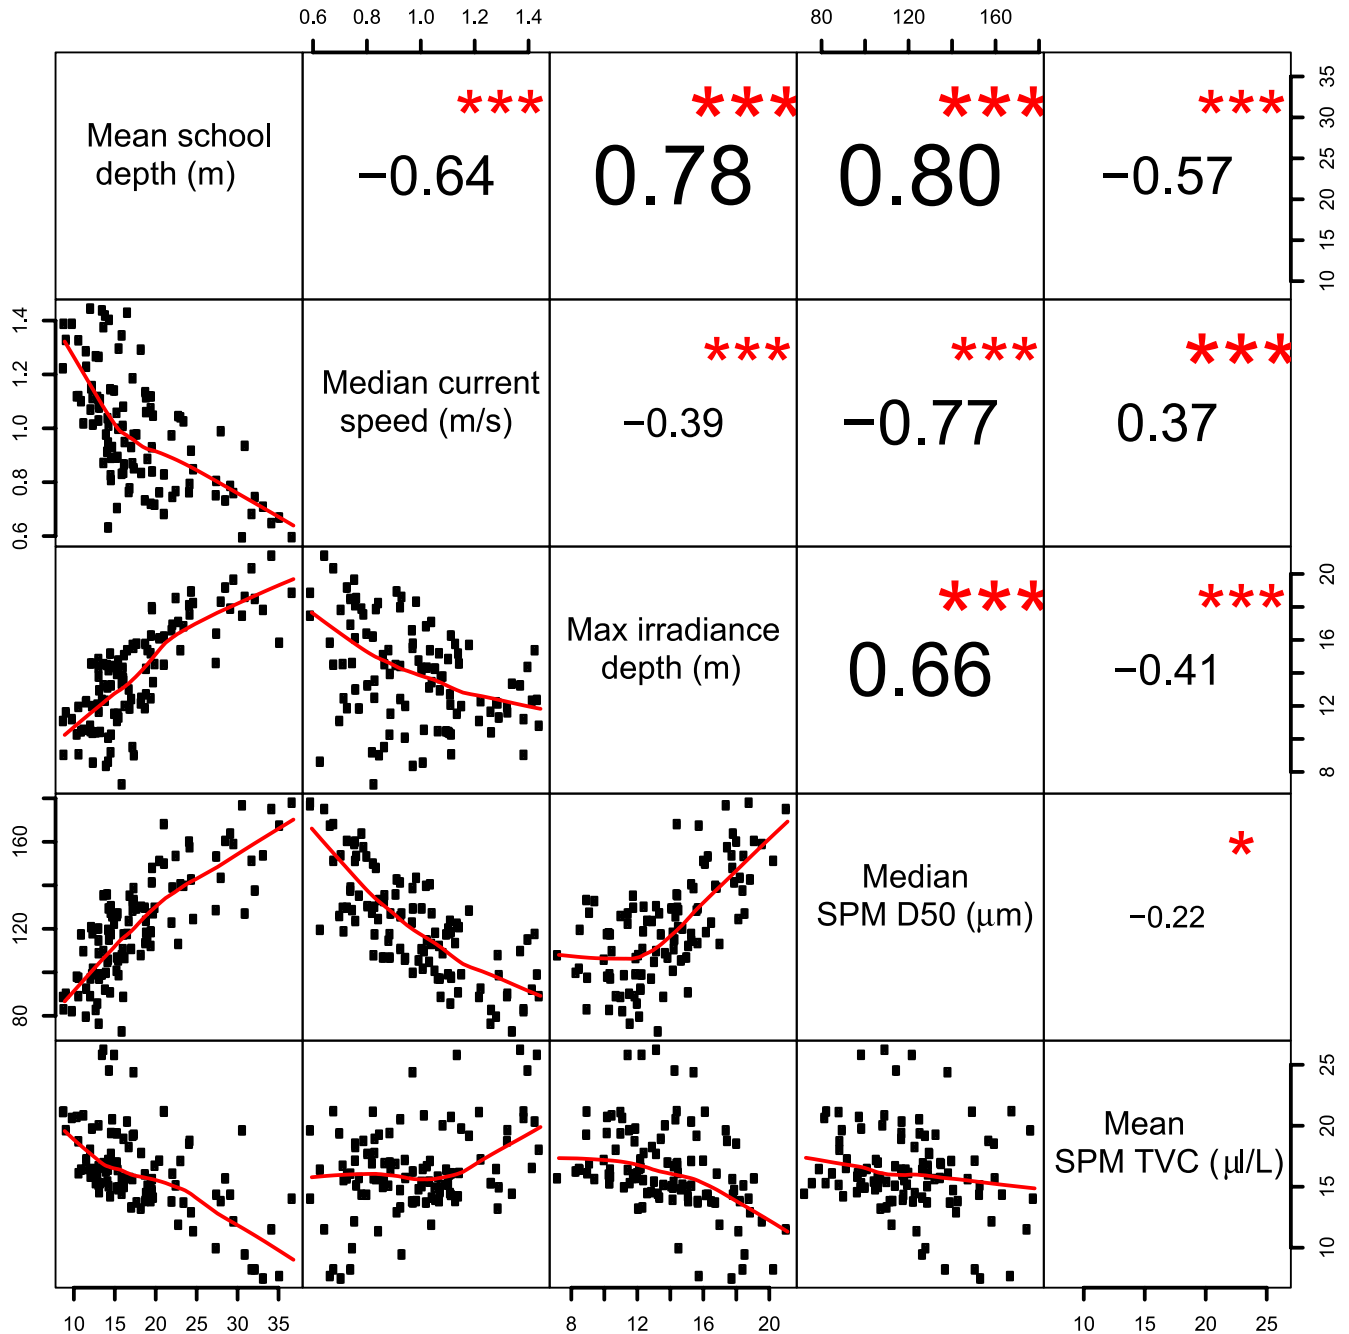 0.6 0.8 1.0 1.2 1.4
80 120 160
Mean school
depth (m)
***
−0.64
***
0.78
***
0.80
***
−0.57
10 15 20 25 30 35
0.6 0.8 1.0 1.2 1.4
Median current
speed (m/s)
***
−0.39
***
−0.77
***
0.37
Max irradiance
depth (m)
***
0.66
***
−0.41
8 12 16 20
80 120 160
Median
SPM D50 (μm)
*
−0.22
Mean
SPM TVC (μl/L)
10 15 20 25
10 15 20 25 30 35
8 12 16 20
10 15 20 25